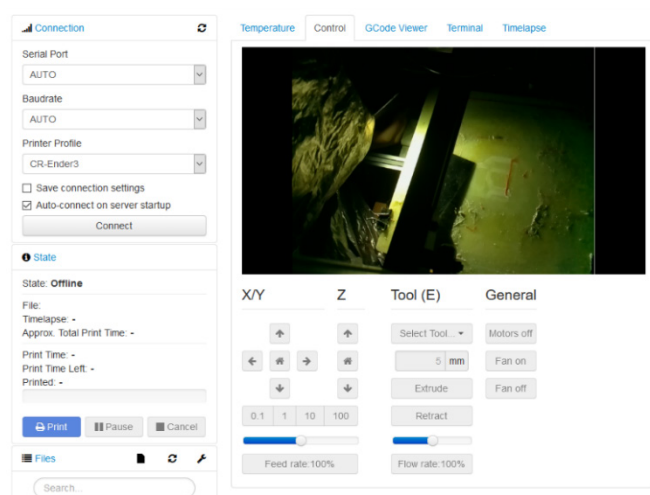 Connection
Serial Port
AUTO
Baudrate
AUTO
Printer Profile
CR-Ender3
Save connection settings
Auto-connect on server startup
Connect
State
State: Offline
File:
Timelapse: -
Approx. Total Print Time: -
Print Time: -
Print Time Left: -
Printed: -
Print Pause Cancel
Files
Search...
Temperature Control GCode Viewer Terminal Timelapse
X/Y Z Tool (E) General
Select Tool... Motors off
5 mm Fan on
Extrude Fan off
0.1 1 10 100 Retract
Feed rate:100% Flow rate:100%